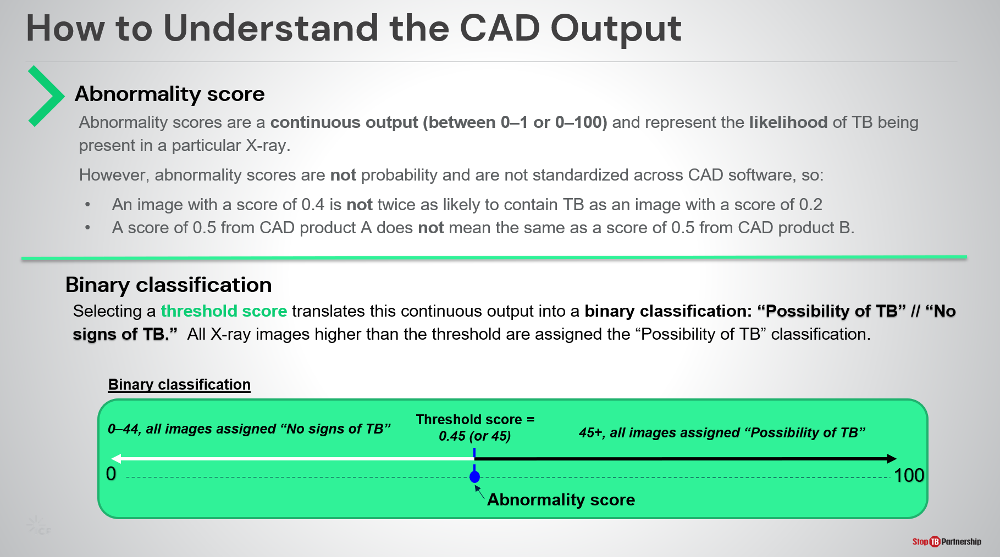 How to Understand the CAD Output
Abnormality score
Abnormality scores are a continuous output (between 0–1 or 0–100) and represent the likelihood of TB being
present in a particular X-ray.
However, abnormality scores are not probability and are not standardized across CAD software, so:
• An image with a score of 0.4 is not twice as likely to contain TB as an image with a score of 0.2
• A score of 0.5 from CAD product A does not mean the same as a score of 0.5 from CAD product B.
Binary classification
Selecting a threshold score translates this continuous output into a binary classification: “Possibility of TB” // “No
signs of TB.” All X-ray images higher than the threshold are assigned the “Possibility of TB” classification.
Binary classification
0–44, all images assigned “No signs of TB”
Threshold score =
0.45 (or 45)
45+, all images assigned “Possibility of TB”
0
100
Abnormality score
ICF
Stop TB Partnership